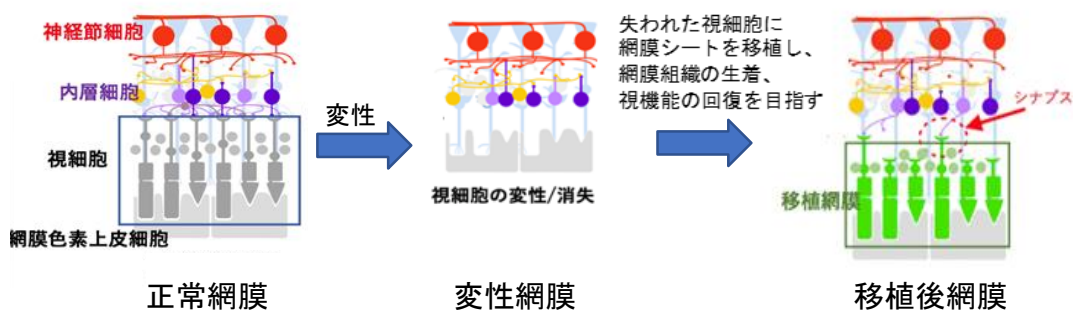 神経節細胞
内層細胞
視細胞
網膜色素上皮細胞
正常網膜
変性
視細胞の変性/消失
変性網膜
失われた視細胞に
網膜シートを移植し、
網膜組織の生着、
視機能の回復を目指す
シナプス
移植網膜
移植後網膜